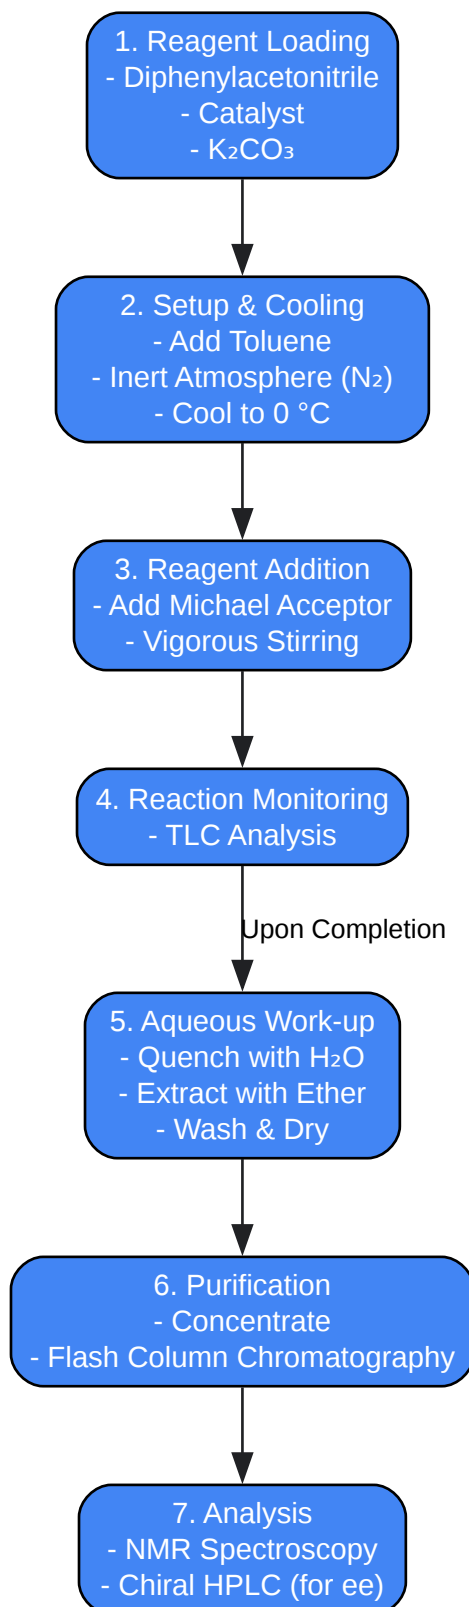 1. Reagent Loading
- Diphenylacetonitrile
- Catalyst
- K₂CO₃
2. Setup & Cooling
- Add Toluene
- Inert Atmosphere (N₂)
- Cool to 0 °C
3. Reagent Addition
- Add Michael Acceptor
- Vigorous Stirring
4. Reaction Monitoring
- TLC Analysis
Upon Completion
5. Aqueous Work-up
- Quench with H₂O
- Extract with Ether
- Wash & Dry
6. Purification
- Concentrate
- Flash Column Chromatography
7. Analysis
- NMR Spectroscopy
- Chiral HPLC (for ee)